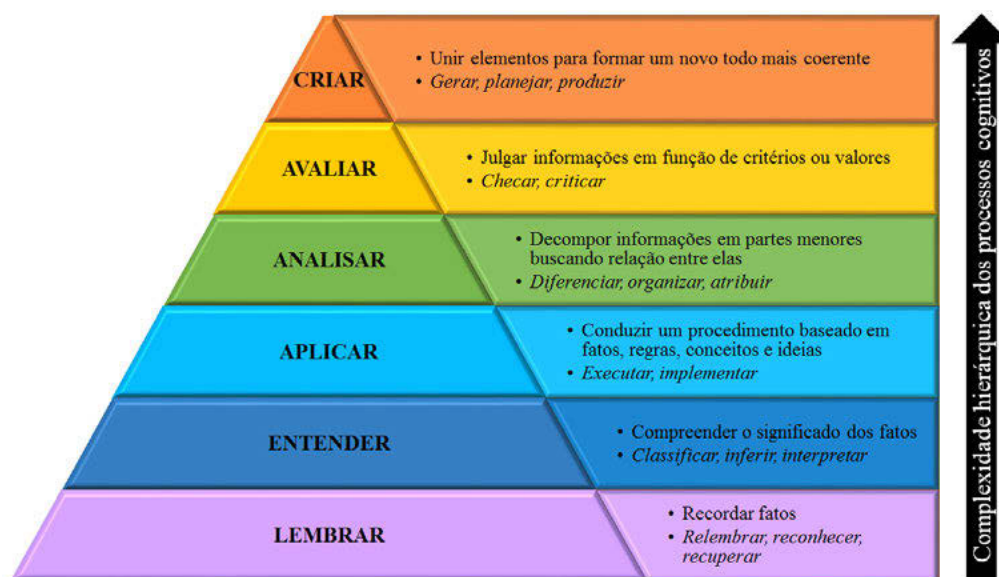 CRIAR
• Unir elementos para formar um novo todo mais coerente
• Gerar, planejar, produzir
AVALIAR
• Julgar informações em função de critérios ou valores
• Checar, criticar
ANALISAR
• Decompor informações em partes menores
buscando relação entre elas
• Diferenciar, organizar, atribuir
APLICAR
• Conduzir um procedimento baseado em
fatos, regras, conceitos e ideias
• Executar, implementar
ENTENDER
• Compreender o significado dos fatos
• Classificar, inferir, interpretar
LEMBRAR
• Recordar fatos
• Relembrar, reconhecer,
recuperar
Complexidade hierárquica dos processos cognitivos